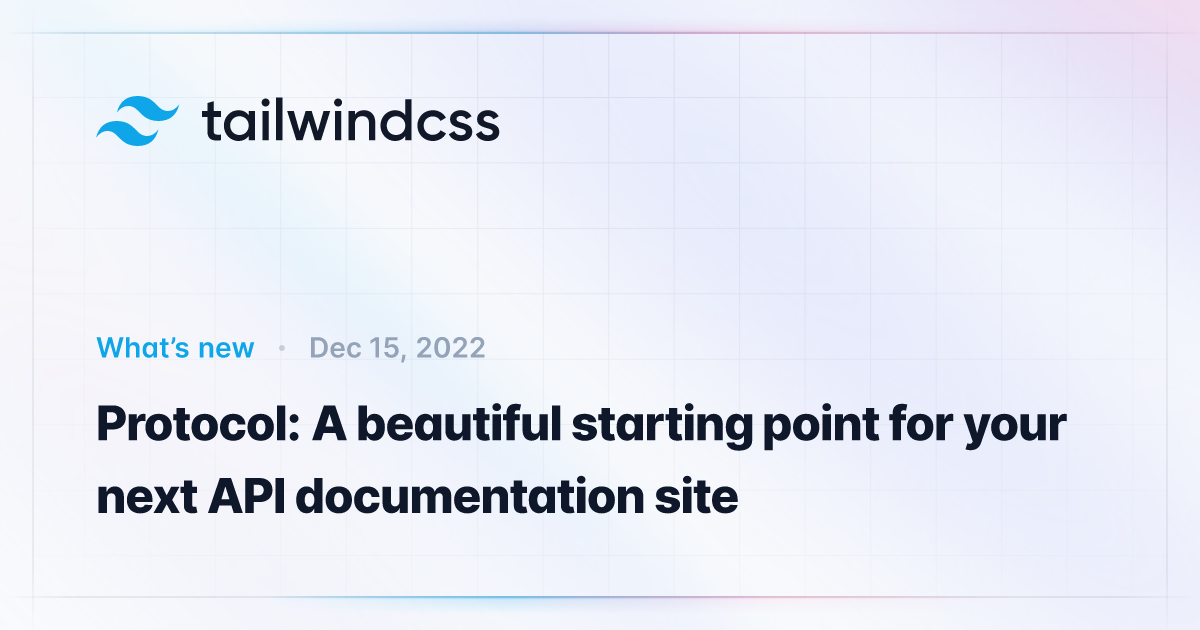 tailwindcss
What’s new • Dec 15, 2022
Protocol: A beautiful starting point for your
next API documentation site